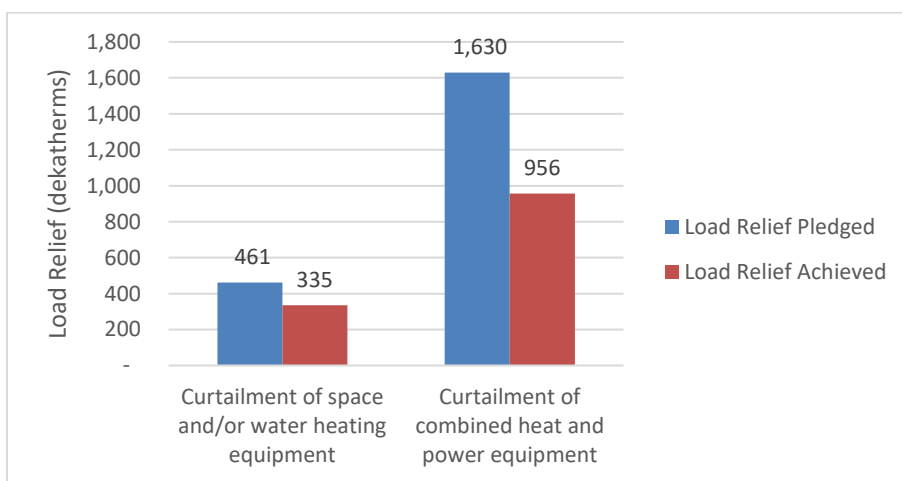 1,800
1,600
1,400
1,200
1,000
800
600
400
200
-
Load Relief (dekatherms)
461
335
1,630
956
Curtailment of space
and/or water heating
equipment
Curtailment of
combined heat and
power equipment
Load Relief Pledged
Load Relief Achieved